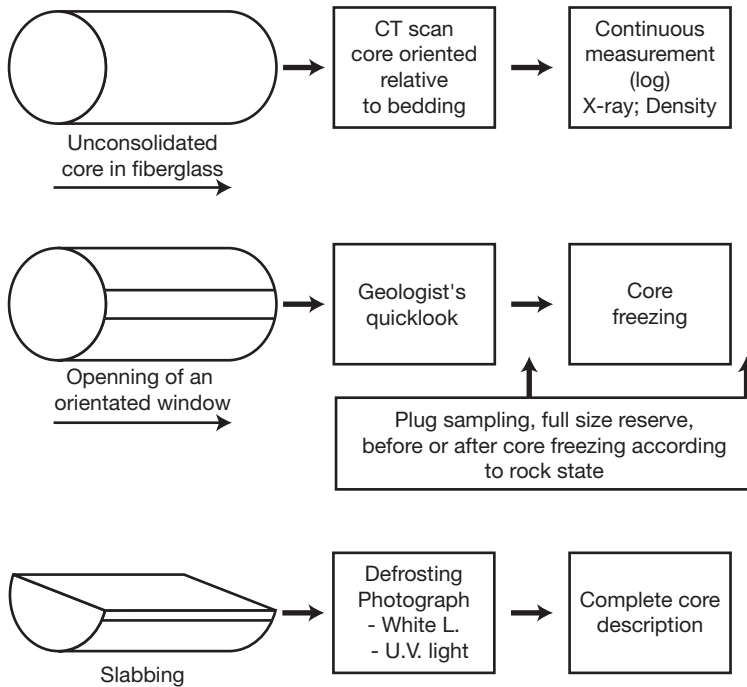 Unconsolidated
core in fiberglass
CT scan
core oriented
relative
to bedding
Continuous
measurement
(log)
X-ray; Density
Openning of an
orientated window
Geologist's
quicklook
Core
freezing
Plug sampling, full size reserve,
before or after core freezing according
to rock state
Slabbing
Defrosting
Photograph
- White L.
- U.V. light
Complete core
description